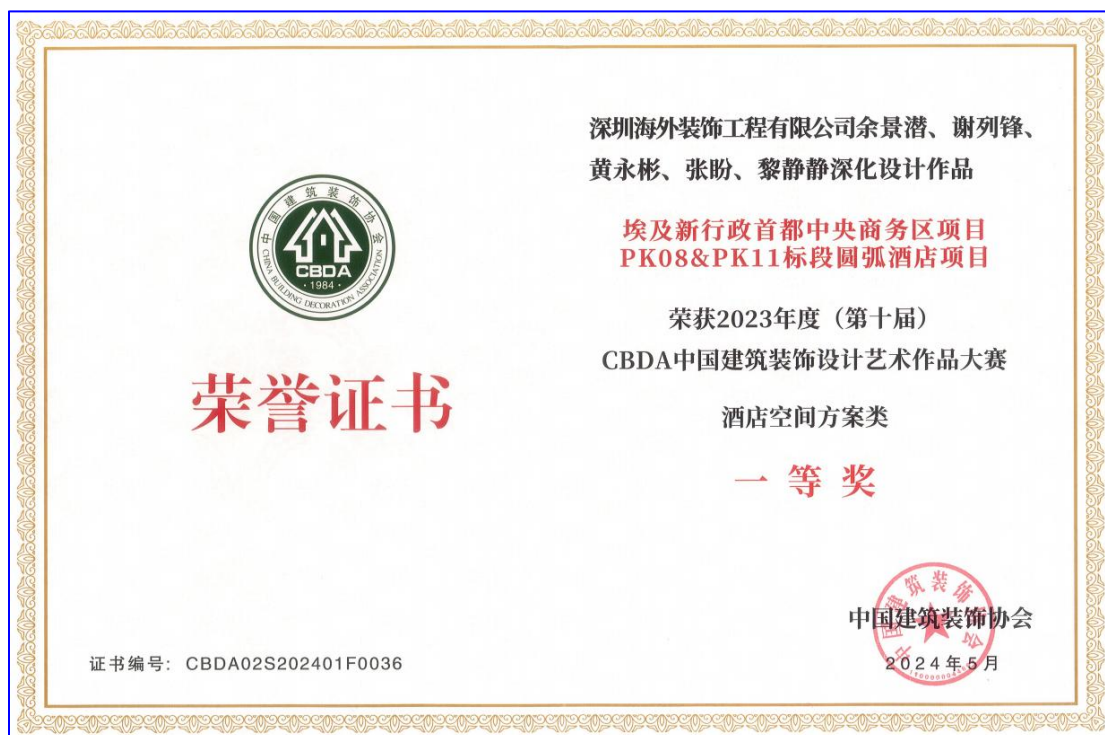 中国建筑装饰协会
CBDA
·1984·
CHINA BUILDING DECORATION ASSOCIATION
荣誉证书
证书编号：CBDA02S202401F0036
深圳海外装饰工程有限公司余景潜、谢列锋、
黄永彬、张盼、黎静静深化设计作品
埃及新行政首都中央商务区项目
PK08&PK11标段圆弧酒店项目
荣获2023年度（第十届）
CBDA中国建筑装饰设计艺术作品大赛
酒店空间方案类
一等奖
中国建筑装饰协会
2024年5月
中国建筑装饰协会